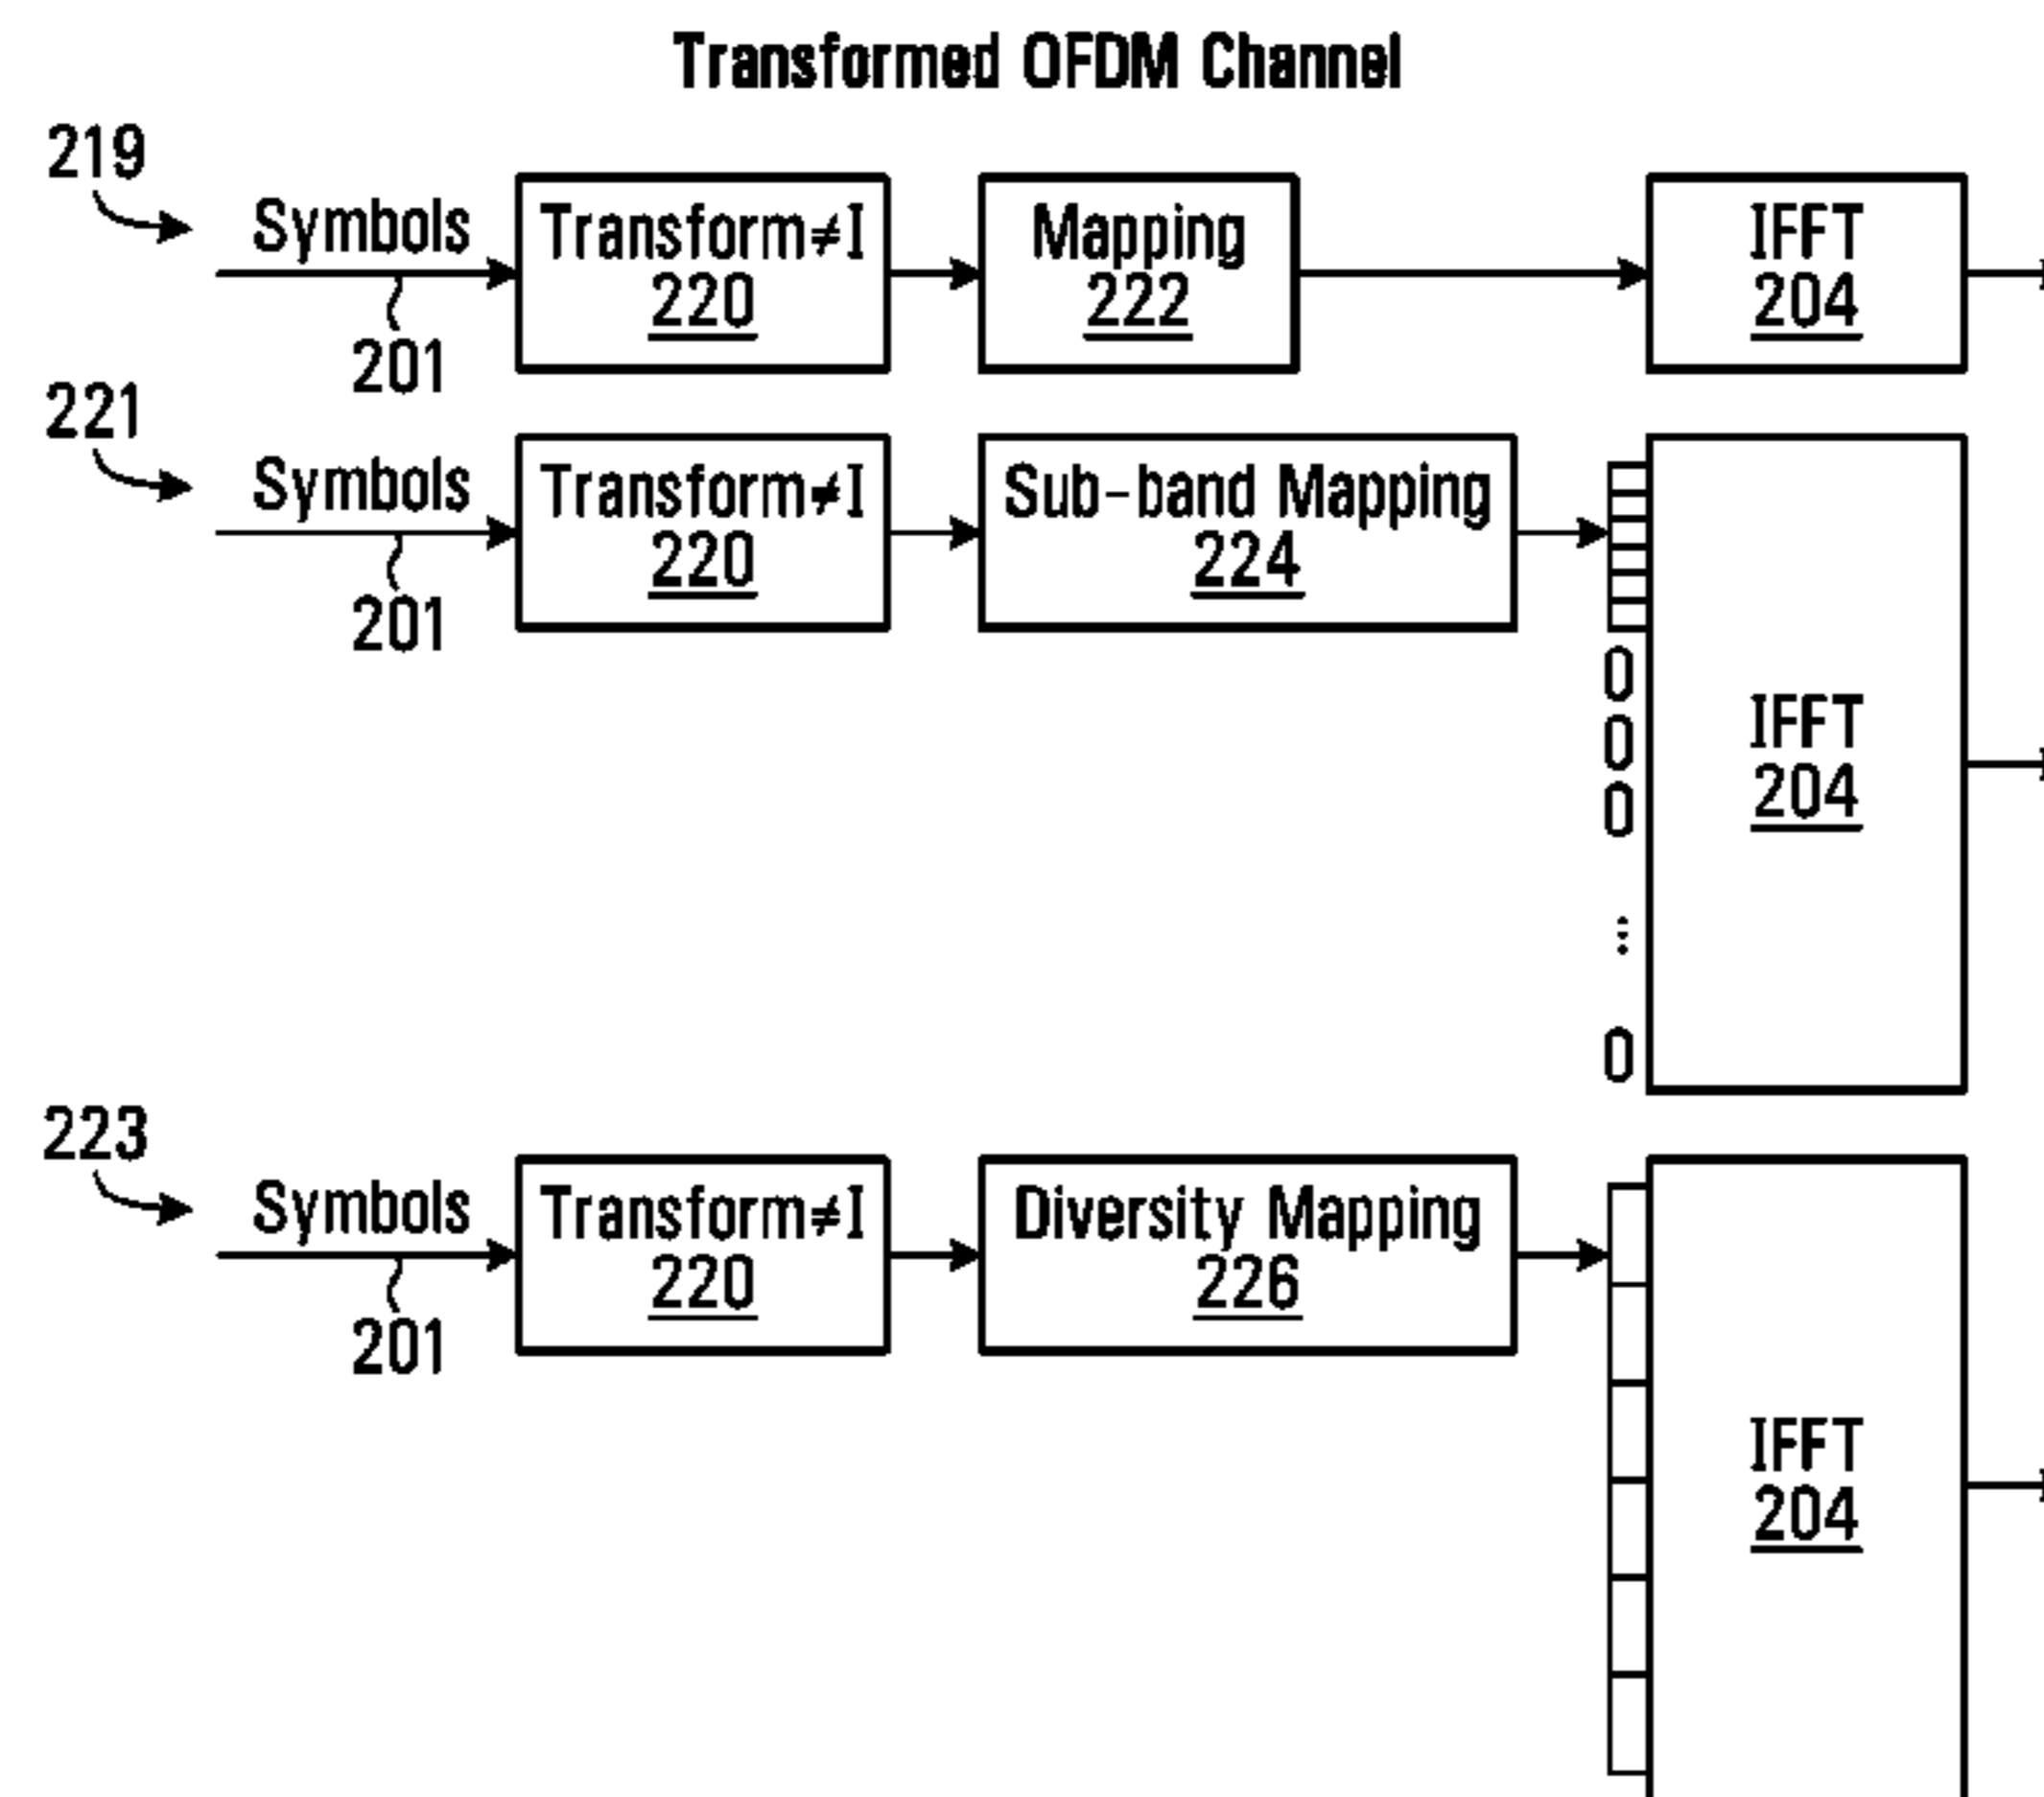 Transformed OFDM Channel
219
Symbols
Transform≠I
Mapping
IFFT
220
222
204
201
221
Symbols
Transform≠I
Sub-band Mapping
220
224
201
0
0
0
IFFT
204
⋮
0
223
Symbols
Transform≠I
Diversity Mapping
220
226
201
IFFT
204